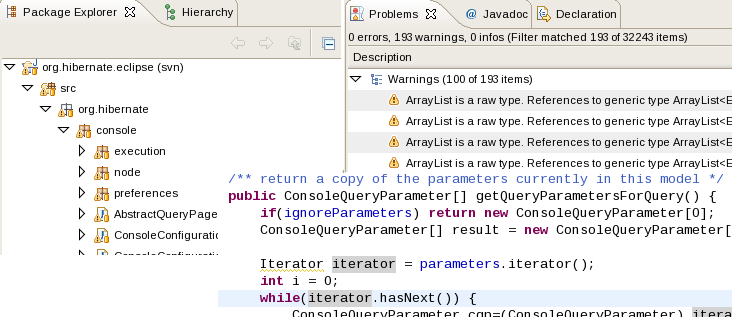 Package Explorer
Hierarchy
org.hibernate.eclipse (svn)
src
org.hibernate
console
execution
node
preferences
AbstractQueryPage
ConsoleConfiguratio
Problems
@ Javadoc
Declaration
0 errors, 193 warnings, 0 infos (Filter matched 193 of 32243 items)
Description
Warnings (100 of 193 items)
ArrayList is a raw type. References to generic type ArrayList<E
ArrayList is a raw type. References to generic type ArrayList<E
ArrayList is a raw type. References to generic type ArrayList<E
ArrayList is a raw type. References to generic type ArrayList<E
/** return a copy of the parameters currently in this model */
public ConsoleQueryParameter[] getQueryParametersForQuery() {
if(ignoreParameters) return new ConsoleQueryParameter[0];
ConsoleQueryParameter[] result = new ConsoleQueryParameter[
Iterator iterator = parameters.iterator();
int i = 0;
while(iterator.hasNext()) {
ConsoleQueryParameter cqp=(ConsoleQueryParameter) itera